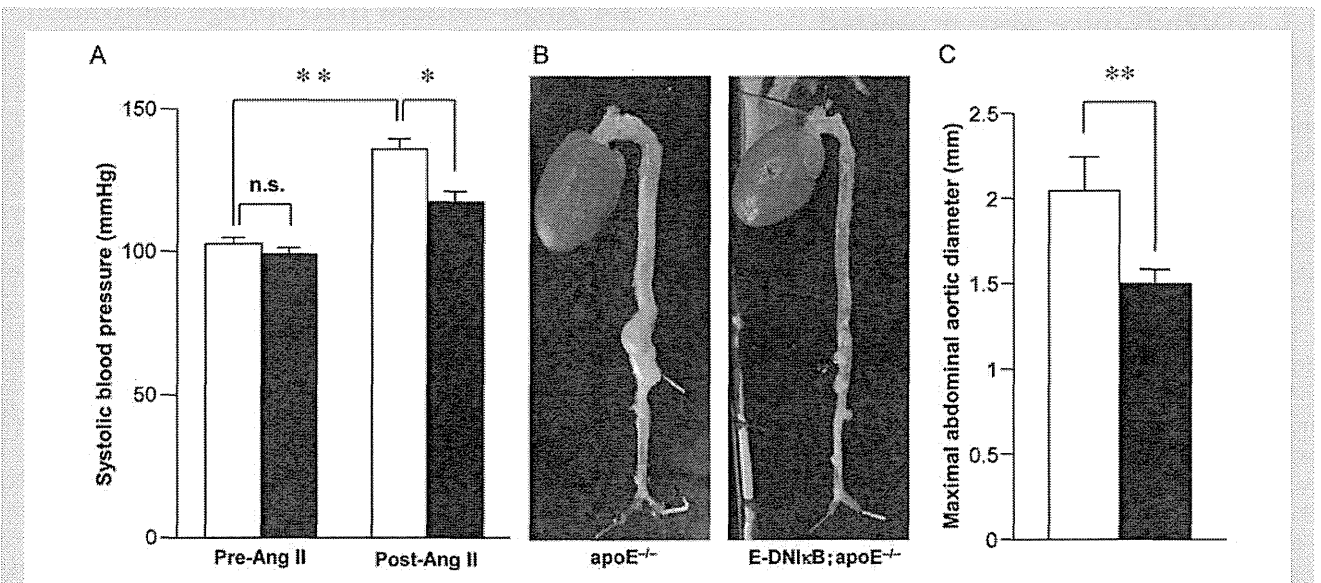 A
**
*
150
n.s.
100
50
0
Systolic blood pressure (mmHg)
Pre-Ang II
Post-Ang II
B
apoE⁻/⁻
E-DNIκB;apoE⁻/⁻
C
**
2.5
2
1.5
1
0.5
0
Maximal abdominal aortic diameter (mm)